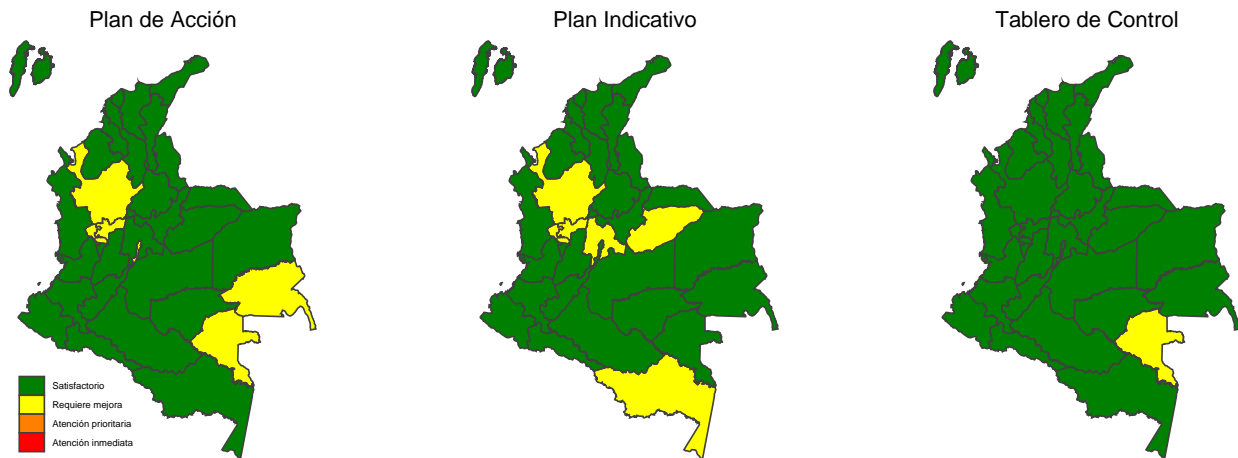 Plan de Acción
Plan Indicativo
Tablero de Control
Satisfactorio
Requiere mejora
Atención prioritaria
Atención inmediata